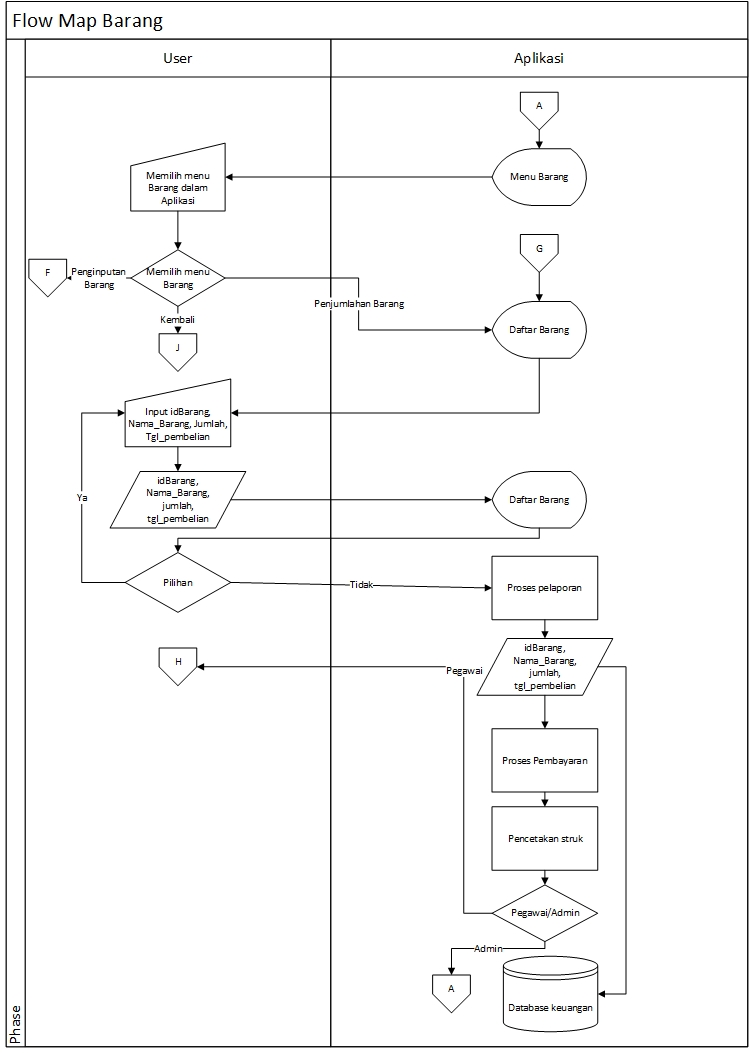 Flow Map Barang
User
Aplikasi
A
Menu Barang
Memilih menu
Barang dalam
Aplikasi
G
F
Penginputan
Barang
Memilih menu
Barang
Penjumlahan Barang
Daftar Barang
Kembali
J
Input idBarang,
Nama_Barang, Jumlah,
Tgl_pembelian
idBarang,
Nama_Barang,
jumlah,
tgl_pembelian
Daftar Barang
Ya
Pilihan
Tidak
Proses pelaporan
H
Pegawai
idBarang,
Nama_Barang,
jumlah,
tgl_pembelian
Proses Pembayaran
Pencetakan struk
Pegawai/Admin
Admin
A
Database keuangan
Phase